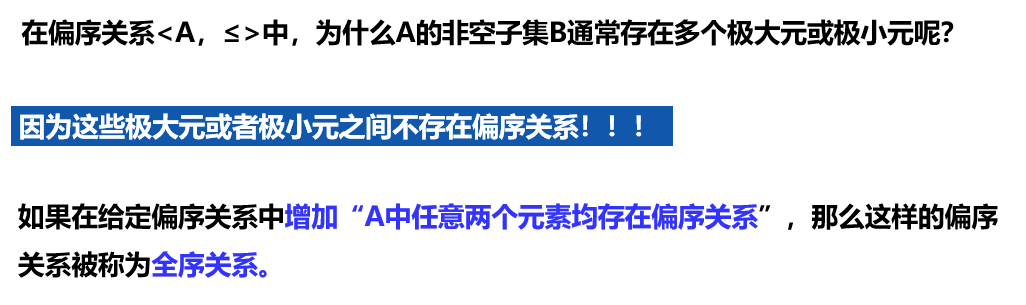 在偏序关系<A，≤>中，为什么A的非空子集B通常存在多个极大元或极小元呢？
因为这些极大元或者极小元之间不存在偏序关系！！！
如果在给定偏序关系中增加“A中任意两个元素均存在偏序关系”，那么这样的偏序
关系被称为全序关系。